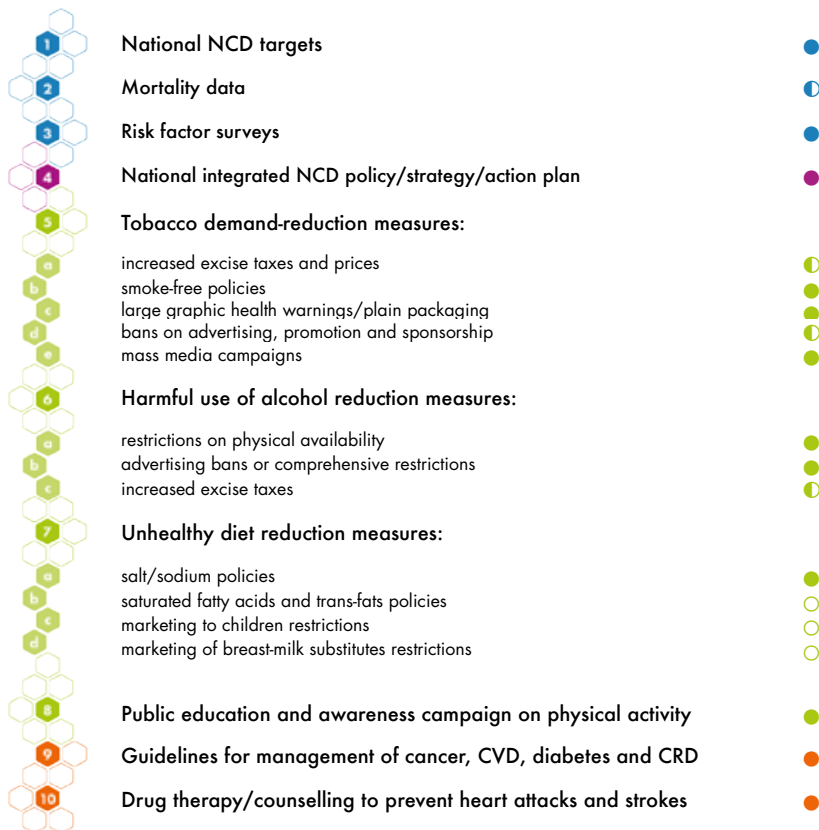 1 National NCD targets
2 Mortality data
3 Risk factor surveys
4 National integrated NCD policy/strategy/action plan
5 Tobacco demand-reduction measures:
a increased excise taxes and prices
b smoke-free policies
c large graphic health warnings/plain packaging
d bans on advertising, promotion and sponsorship
e mass media campaigns
6 Harmful use of alcohol reduction measures:
a restrictions on physical availability
b advertising bans or comprehensive restrictions
c increased excise taxes
7 Unhealthy diet reduction measures:
a salt/sodium policies
b saturated fatty acids and trans-fats policies
c marketing to children restrictions
d marketing of breast-milk substitutes restrictions
8 Public education and awareness campaign on physical activity
9 Guidelines for management of cancer, CVD, diabetes and CRD
10 Drug therapy/counselling to prevent heart attacks and strokes